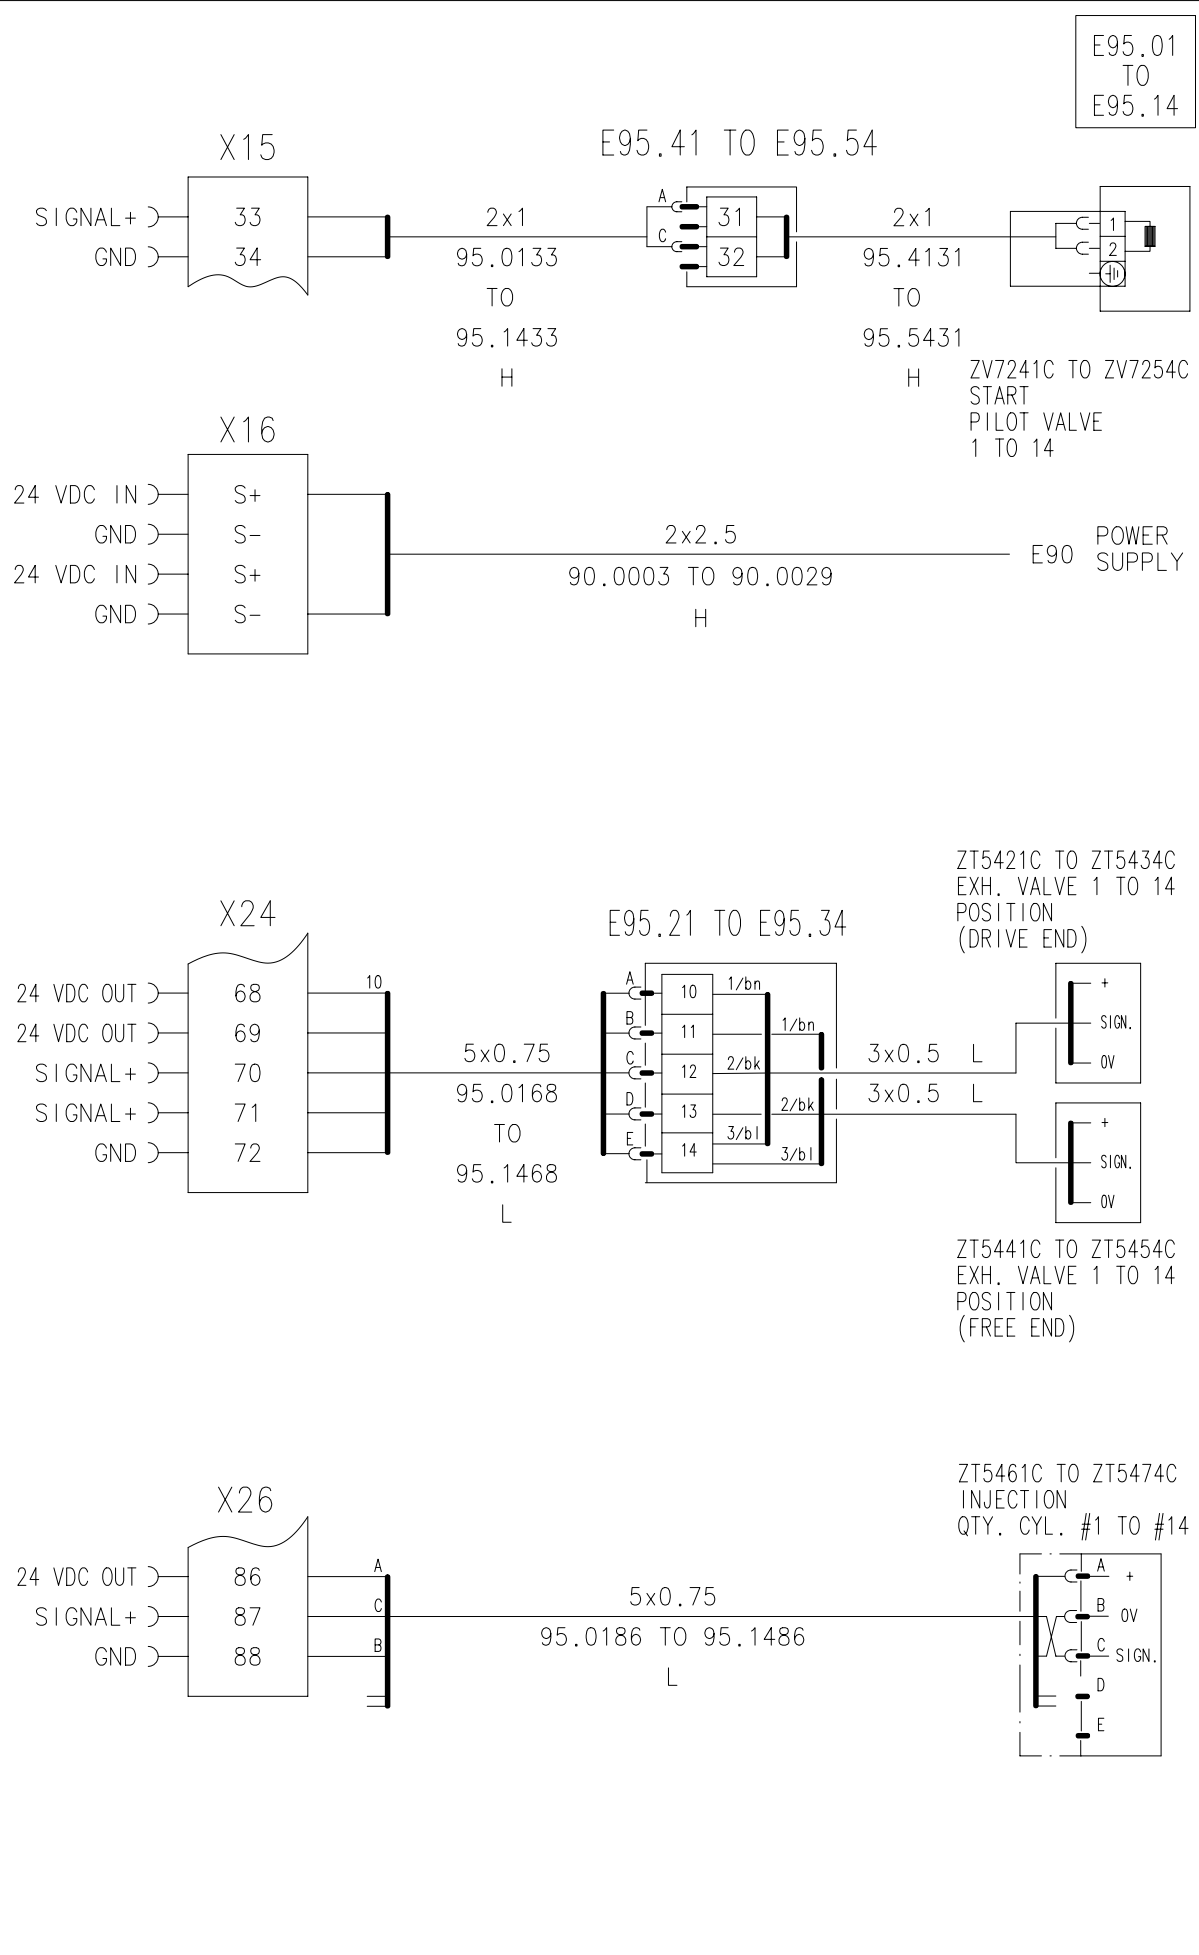 E95.01
TO
E95.14
X15
E95.41 TO E95.54
SIGNAL+ 33
GND 34
2x1
95.0133
TO
95.1433
H
A
C
31
32
2x1
95.4131
TO
95.5431
H
1
2
ZV7241C TO ZV7254C
START
PILOT VALVE
1 TO 14
X16
24 VDC IN S+
GND S-
24 VDC IN S+
GND S-
2x2.5
90.0003 TO 90.0029
H
E90
POWER
SUPPLY
ZT5421C TO ZT5434C
EXH. VALVE 1 TO 14
POSITION
(DRIVE END)
X24
E95.21 TO E95.34
24 VDC OUT 68 10
24 VDC OUT 69
SIGNAL+ 70
SIGNAL+ 71
GND 72
5x0.75
95.0168
TO
95.1468
L
A 10 1/bn
B 11 1/bn
C 12 2/bk
D 13 2/bk
E 14 3/bl
3/bl
3x0.5 L
3x0.5 L
+
SIGN.
0V
+
SIGN.
0V
ZT5441C TO ZT5454C
EXH. VALVE 1 TO 14
POSITION
(FREE END)
ZT5461C TO ZT5474C
INJECTION
QTY. CYL. #1 TO #14
X26
24 VDC OUT 86 A
SIGNAL+ 87 C
GND 88 B
5x0.75
95.0186 TO 95.1486
L
A +
B 0V
C SIGN.
D
E